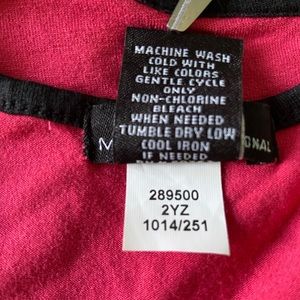 MACHINE WASH
COLD WITH
LIKE COLORS
GENTLE CYCLE
ONLY
NON-CHLORINE
BLEACH
WHEN NEEDED
TUMBLE DRY LOW
COOL IRON
IF NEEDED
289500
2YZ
1014/251